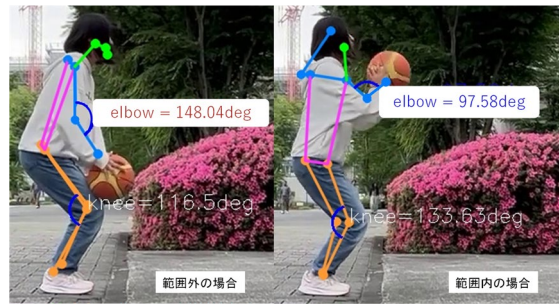 elbow = 148.04deg
knee=116.5deg
範囲外の場合
elbow = 97.58deg
knee=133.63deg
範囲内の場合